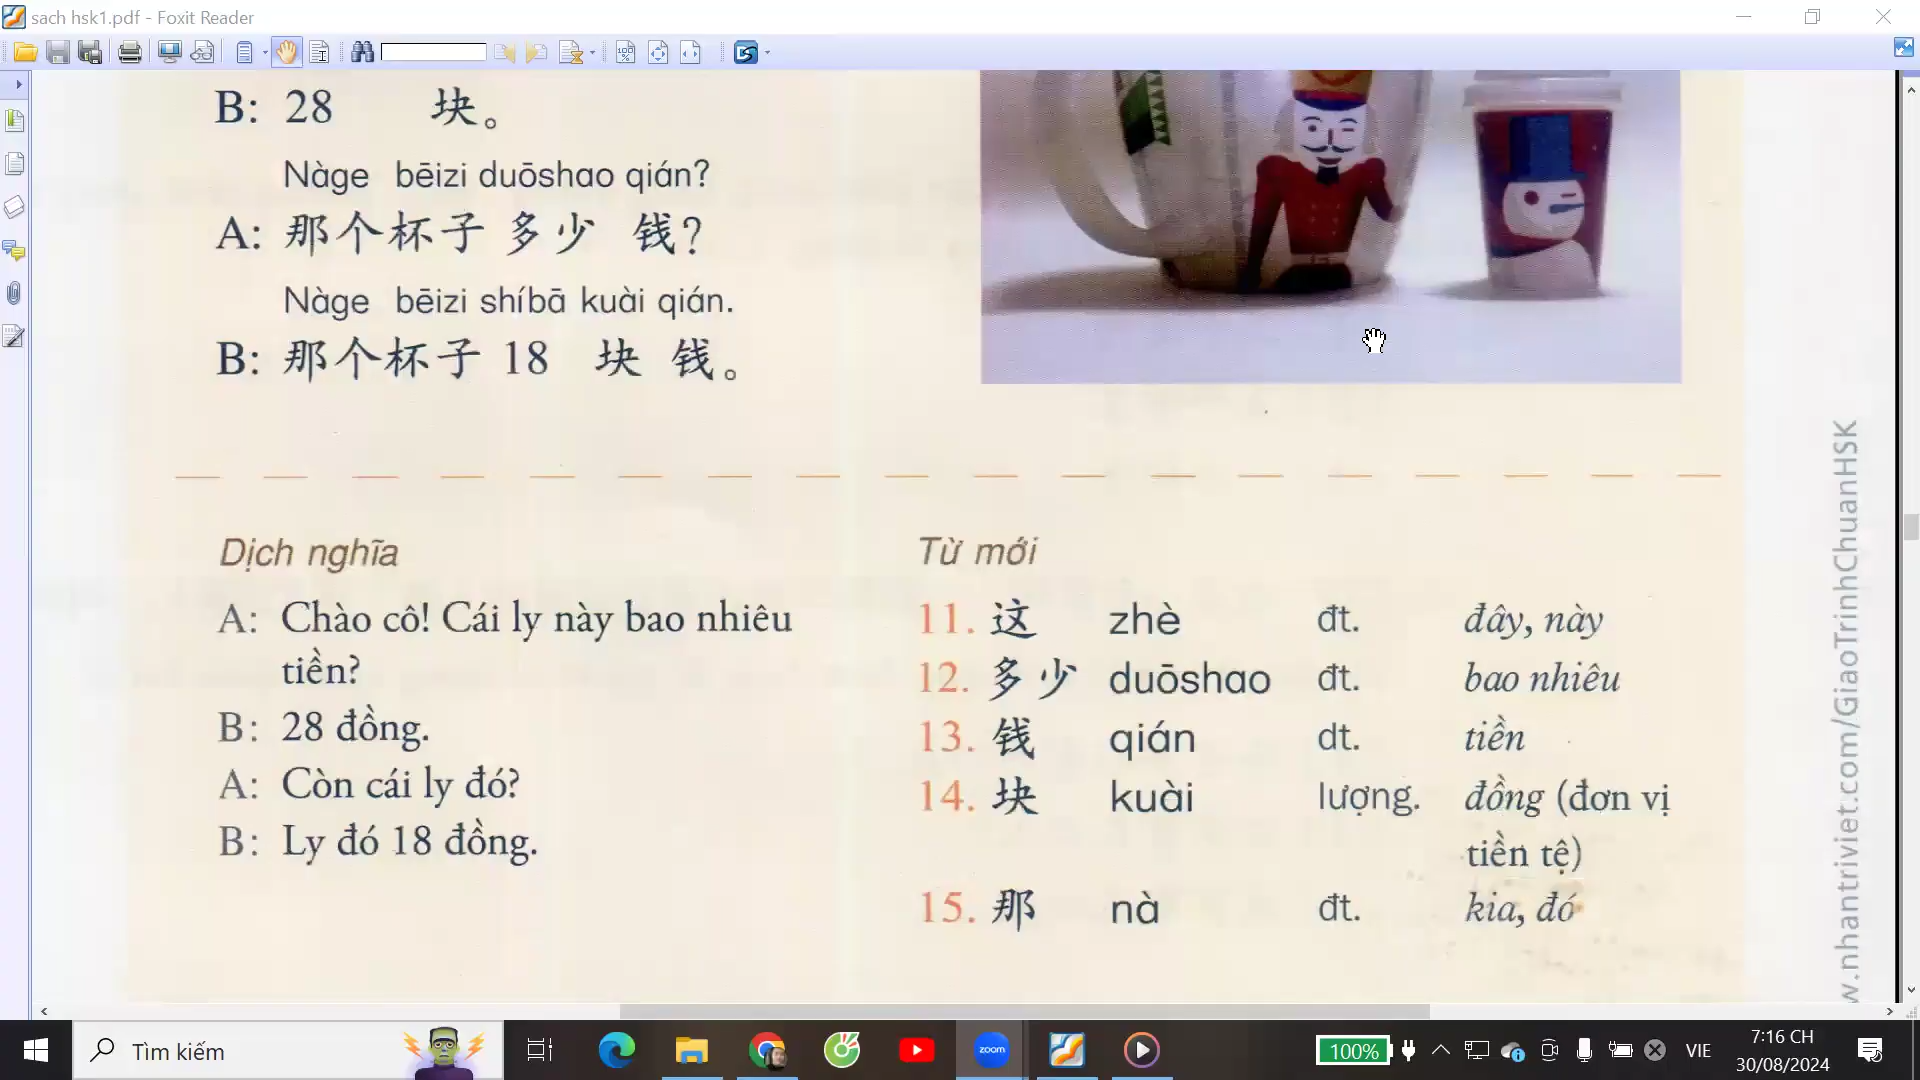 sach hsk1.pdf - Foxit Reader
B: 28 块。
Nàge bēizi duōshao qián?
A: 那个杯子 多少 钱?
Nàge bēizi shíbā kuài qián.
B: 那个杯子 18 块 钱。
Dịch nghĩa
A: Chào cô! Cái ly này bao nhiêu
tiền?
B: 28 đồng.
A: Còn cái ly đó?
B: Ly đó 18 đồng.
Từ mới
11. 这 zhè đt. đây, này
12. 多少 duōshao đt. bao nhiêu
13. 钱 qián dt. tiền
14. 块 kuài lượng. đồng (đơn vị
tiền tệ)
15. 那 nà đt. kia, đó
w.nhantriviet.com/GiaoTrinhChuanHSK
Tìm kiếm
zoom
100%
VIE
7:16 CH
30/08/2024